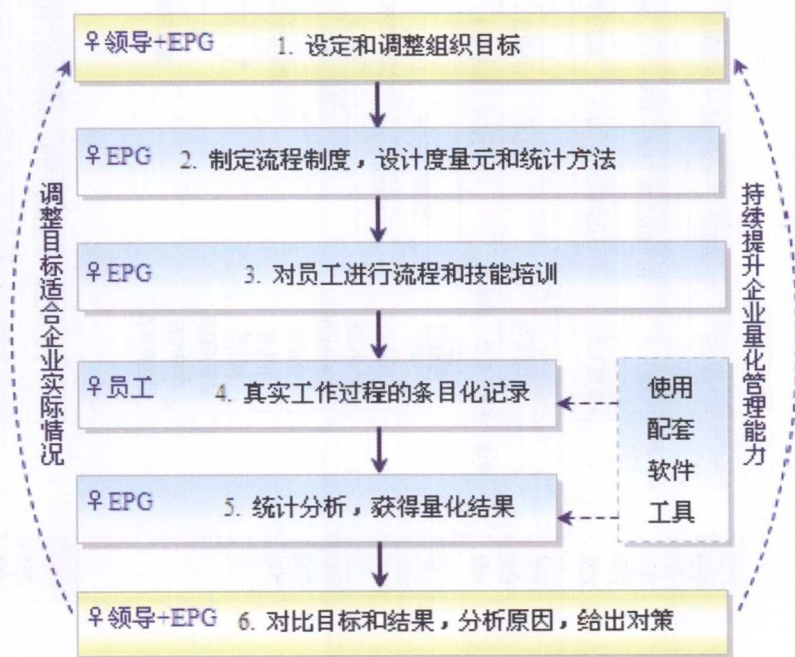 ♀领导+EPG 1. 设定和调整组织目标
♀EPG 2. 制定流程制度，设计度量元和统计方法
♀EPG 3. 对员工进行流程和技能培训
♀员工 4. 真实工作过程的条目化记录
♀EPG 5. 统计分析，获得量化结果
♀领导+EPG 6. 对比目标和结果，分析原因，给出对策
调整目标适合企业实际情况
持续提升企业量化管理能力
使用
配套
软件
工具